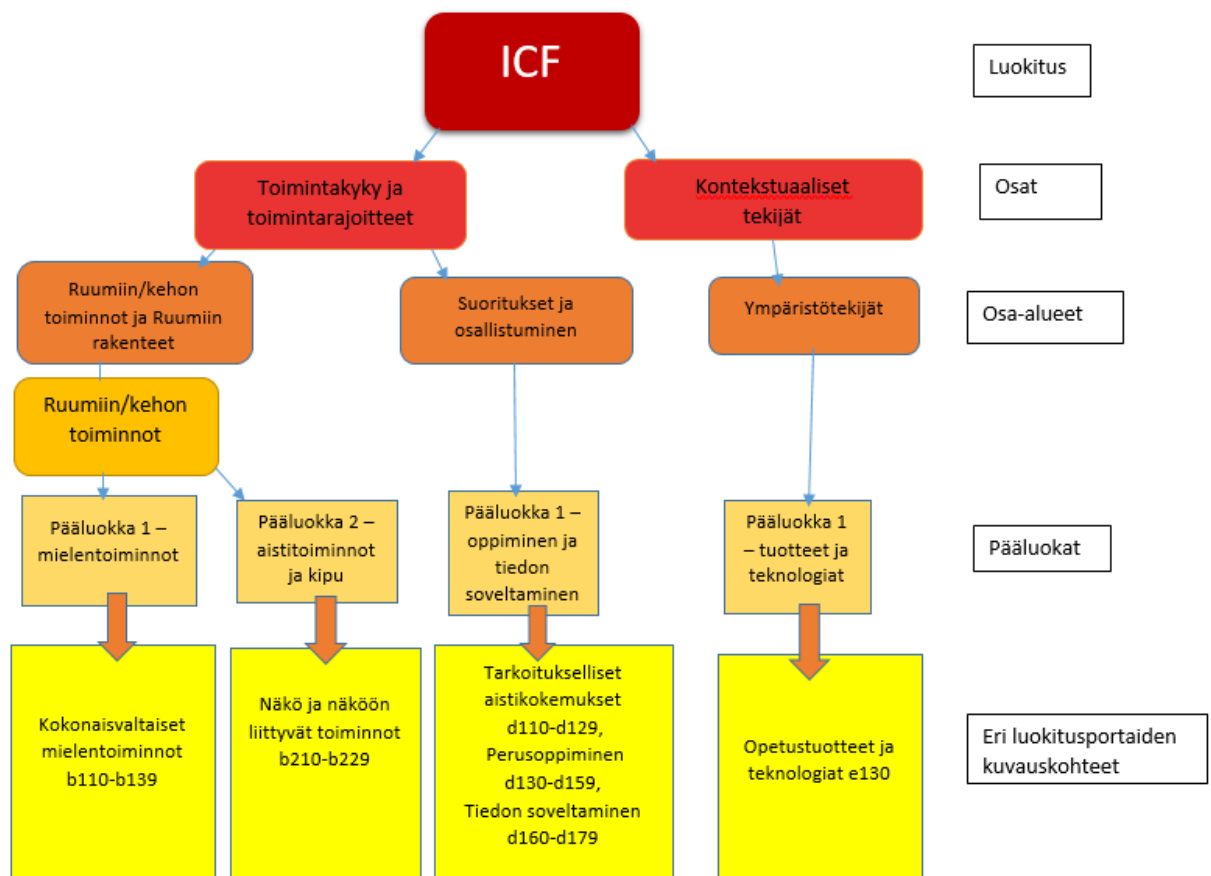 ICF
Luokitus
Toimintakyky ja
toimintarajoitteet
Kontekstuaaliset
tekijät
Osat
Ruumiin/kehon
toiminnot ja Ruumiin
rakenteet
Suoritukset ja
osallistuminen
Ympäristötekijät
Osa-alueet
Ruumiin/kehon
toiminnot
Pääluokka 1 –
mielentoiminnot
Pääluokka 2 –
aistitoiminnot
ja kipu
Pääluokka 1 –
oppiminen ja
tiedon
soveltaminen
Pääluokka 1
– tuotteet ja
teknologiat
Pääluokat
Kokonaisvaltaiset
mielentoiminnot
b110-b139
Näkö ja näköön
liittyvät toiminnot
b210-b229
Tarkoitukselliset
aistikokemukset
d110-d129,
Perusoppiminen
d130-d159,
Tiedon soveltaminen
d160-d179
Opetustuotteet ja
teknologiat e130
Eri luokitusportaiden
kuvauskohteet